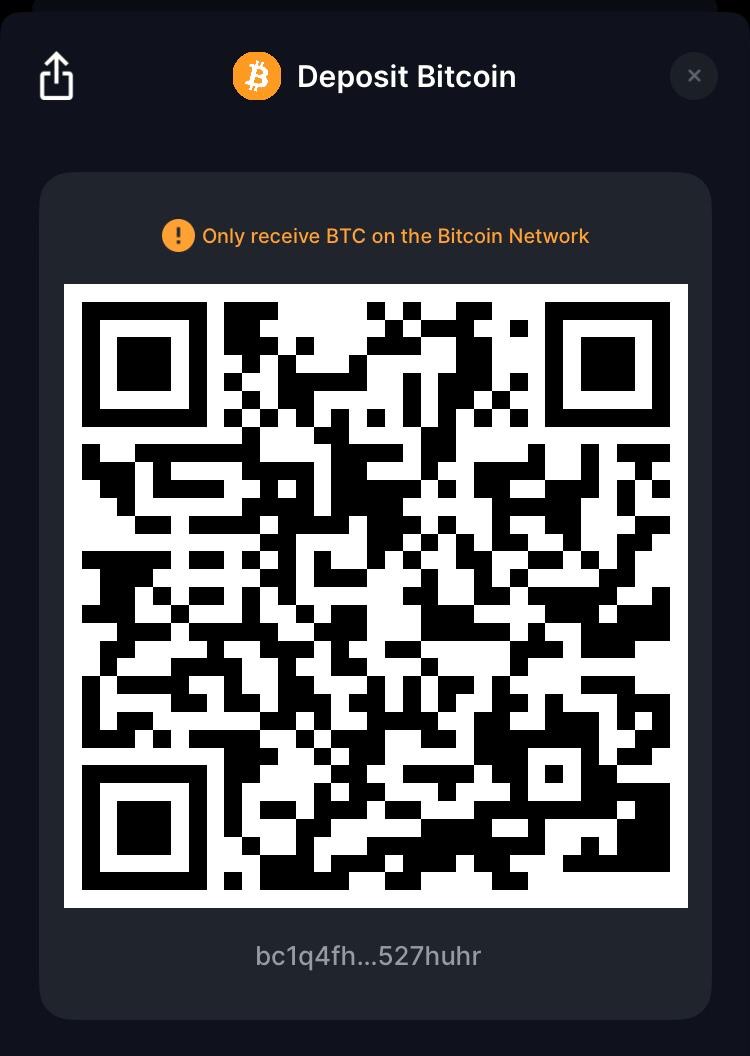 Deposit Bitcoin
Only receive BTC on the Bitcoin Network
bc1q4fh...527huhr